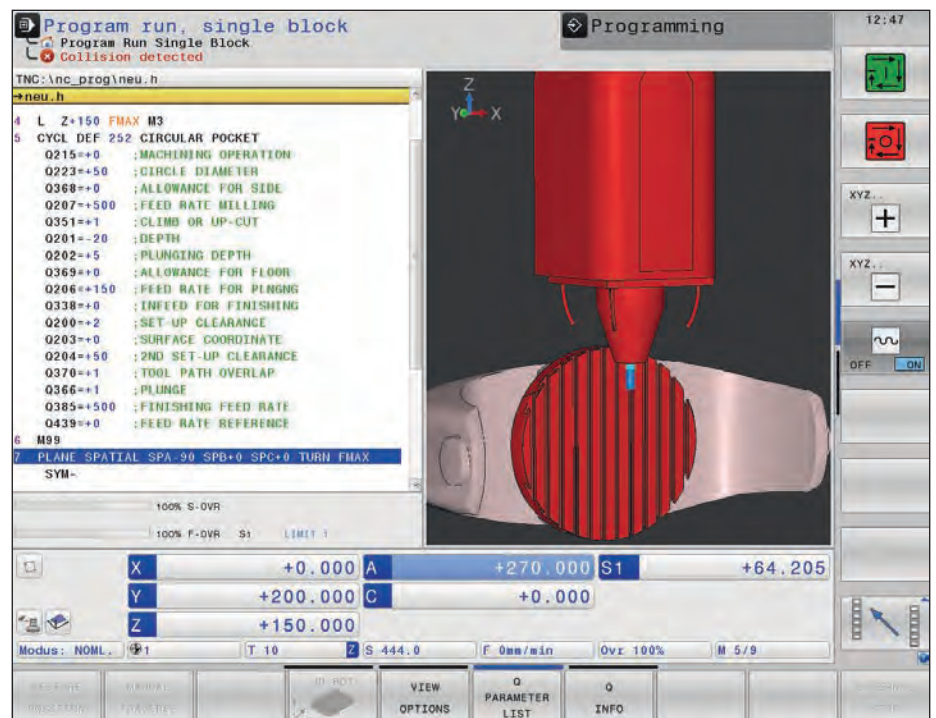 Program run, single block
Programming
12:47
Program Run Single Block
Collision detected
TNC:\nc_prog\neu.h
→neu.h
4 L Z+150 FMAX M3
5 CYCL DEF 252 CIRCULAR POCKET
Q215=+0 ;MACHINING OPERATION
Q223=+50 ;CIRCLE DIAMETER
Q368=+0 ;ALLOWANCE FOR SIDE
Q207=+500 ;FEED RATE MILLING
Q351=+1 ;CLIMB OR UP-CUT
Q201=-20 ;DEPTH
Q202=+5 ;PLUNGING DEPTH
Q369=+0 ;ALLOWANCE FOR FLOOR
Q206=+150 ;FEED RATE FOR PLNGNG
Q338=+0 ;INFEED FOR FINISHING
Q200=+2 ;SET-UP CLEARANCE
Q203=+0 ;SURFACE COORDINATE
Q204=+50 ;2ND SET-UP CLEARANCE
Q370=+1 ;TOOL PATH OVERLAP
Q366=+1 ;PLUNGE
Q385=+500 ;FINISHING FEED RATE
Q439=+0 ;FEED RATE REFERENCE
6 M99
7 PLANE SPATIAL SPA-90 SPB+0 SPC+0 TURN FMAX
SYM-
Z
Y X
100% S-OVR
100% F-OVR S1 LIMIT 1
X +0.000 A +270.000 S1 +64.205
Y +200.000 C +0.000
Z +150.000
Modus: NOML. 1 T 10 Z S 444.0 F 0mm/min Ovr 100% M 5/9
XYZ..
XYZ..
OFF ON
3D ROT
VIEW
OPTIONS
Q
PARAMETER
LIST
Q
INFO